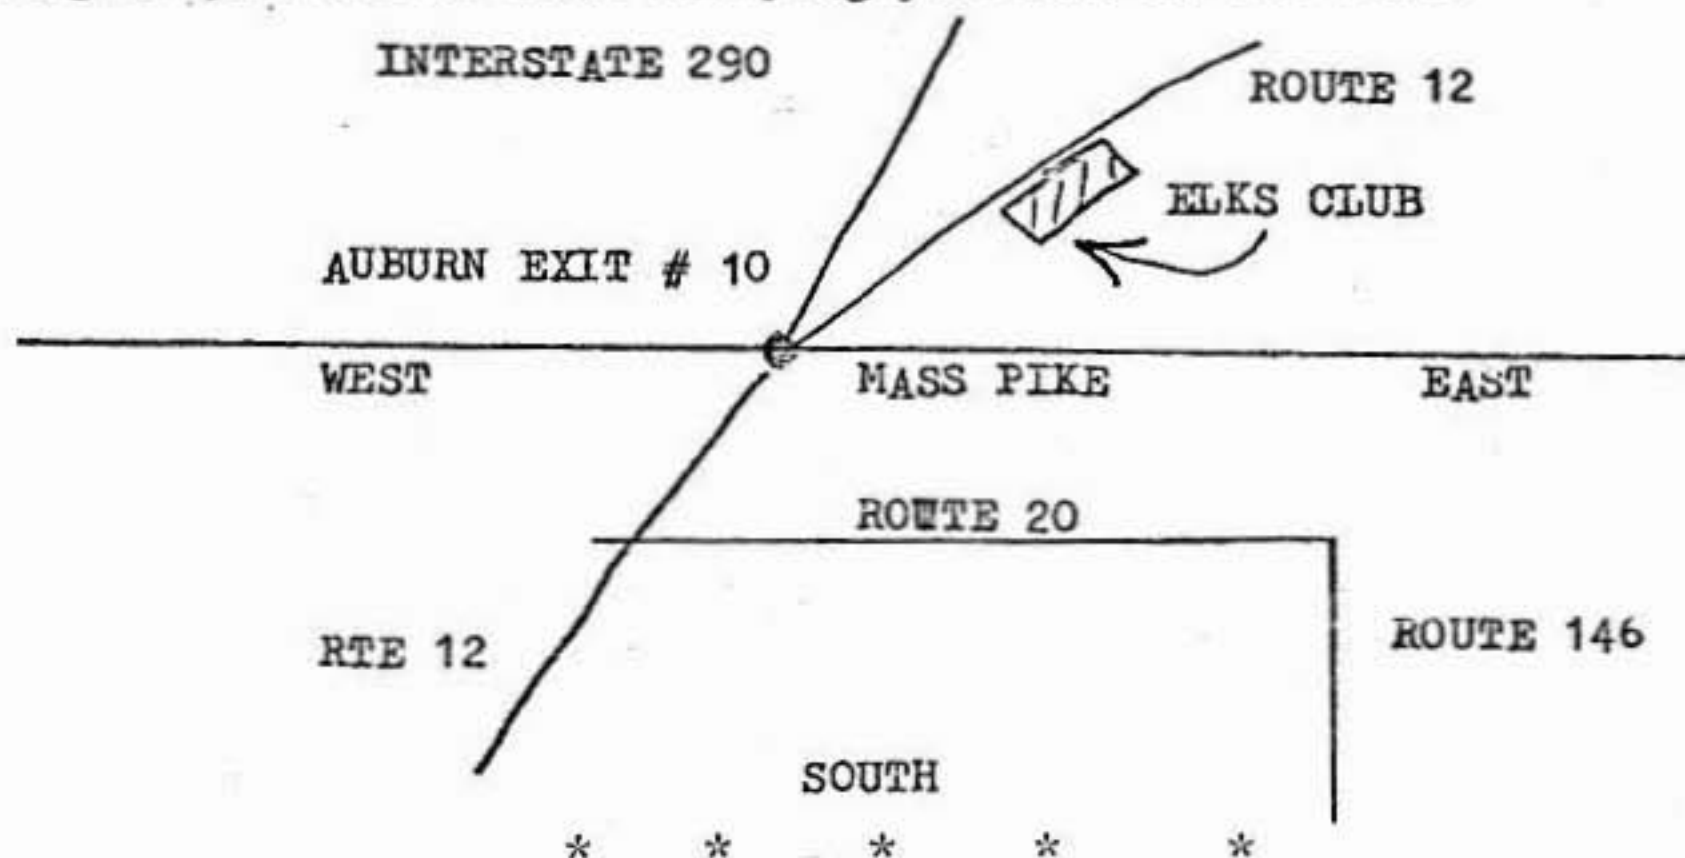 INTERSTATE 290
ROUTE 12
ELKS CLUB
AUBURN EXIT # 10
WEST MASS PIKE EAST
ROUTE 20
RTE 12
ROUTE 146
SOUTH
* * * * *